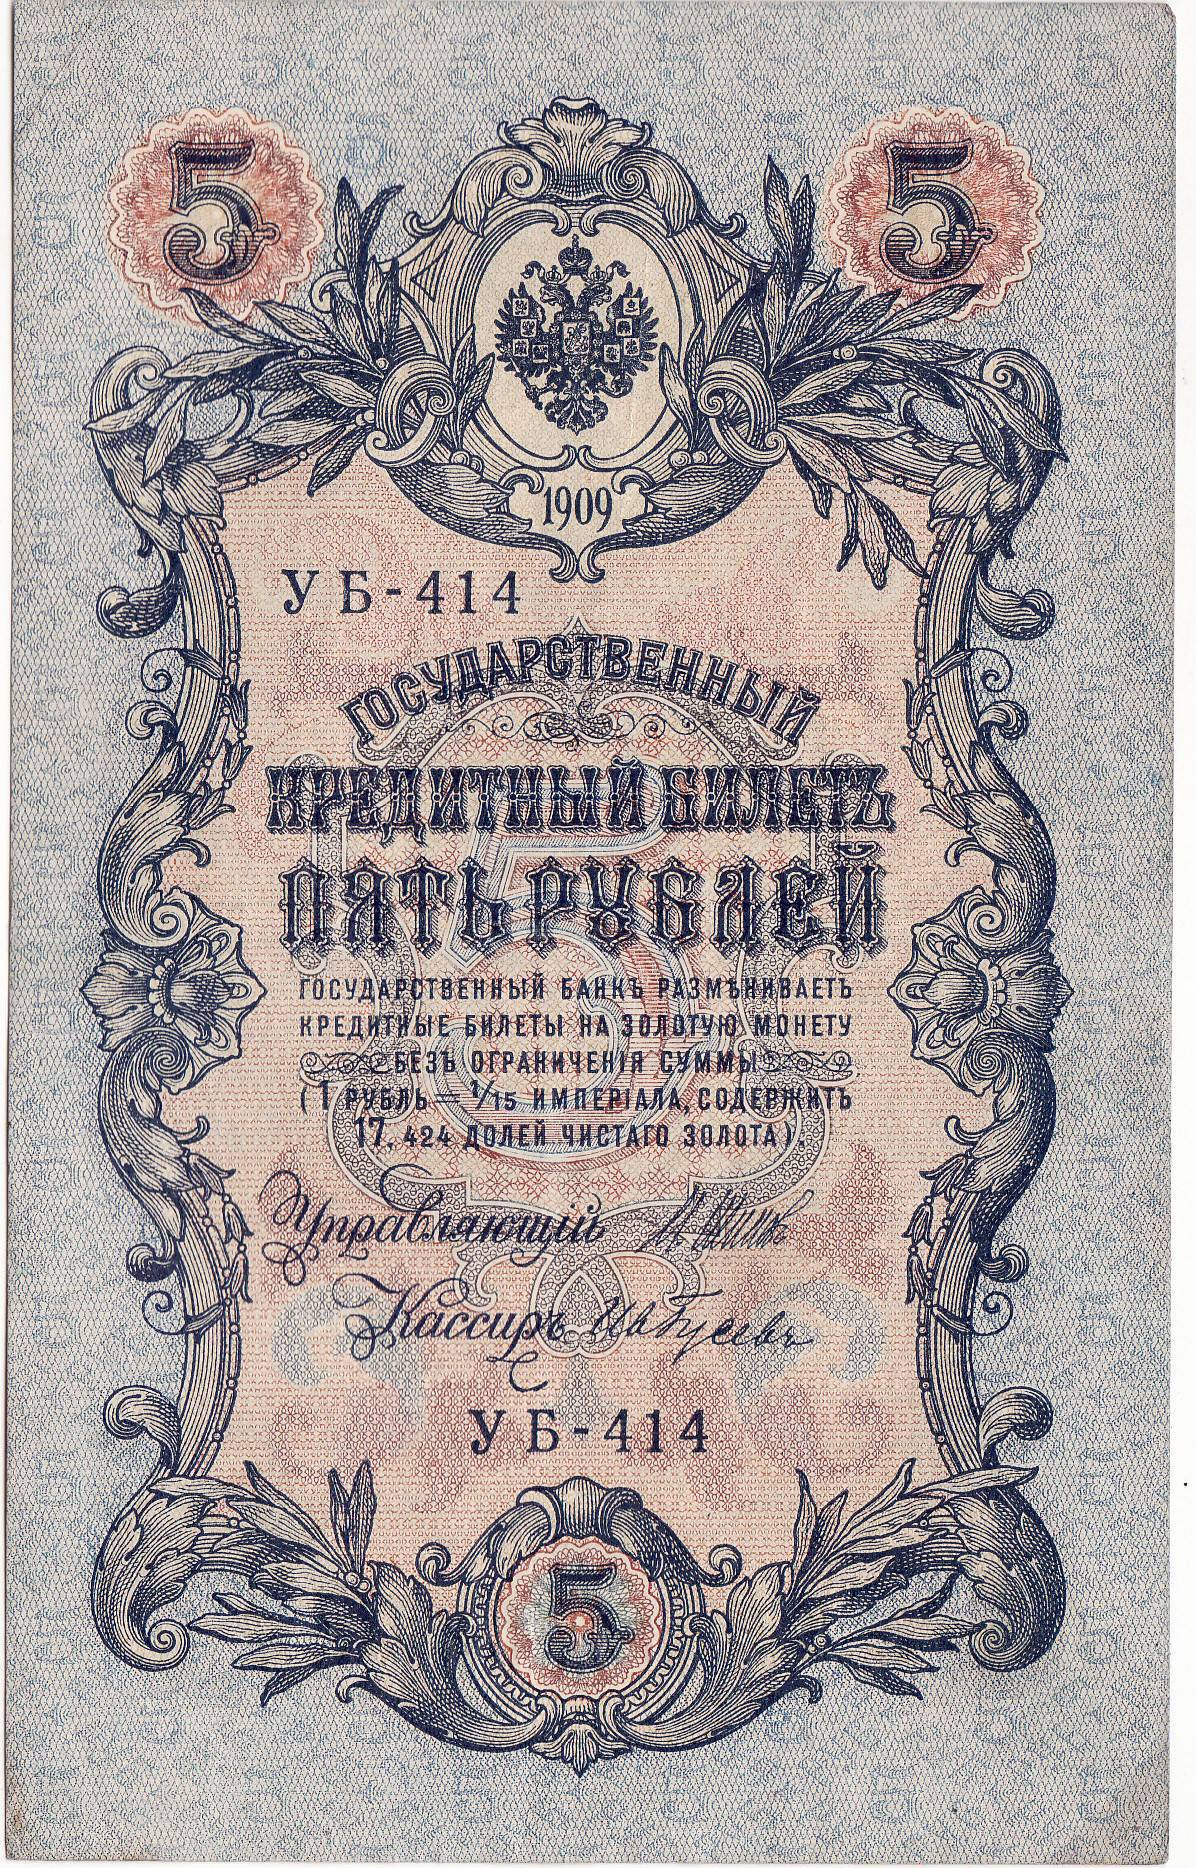 5 5
1909
УБ-414
ГОСУДАРСТВЕННЫЙ
КРЕДИТНЫЙ БИЛЕТЪ
ПЯТЬ РУБЛЕЙ
ГОСУДАРСТВЕННЫЙ БАНКЪ РАЗМѢНИВАЕТЪ
КРЕДИТНЫЕ БИЛЕТЫ НА ЗОЛОТУЮ МОНЕТУ
БЕЗЪ ОГРАНИЧЕНІЯ СУММЫ
(1 РУБЛЬ = 1/15 ИМПЕРІАЛА, СОДЕРЖИТЪ
17,424 ДОЛЕЙ ЧИСТАГО ЗОЛОТА).
Управляющій
Кассиръ
УБ-414
5